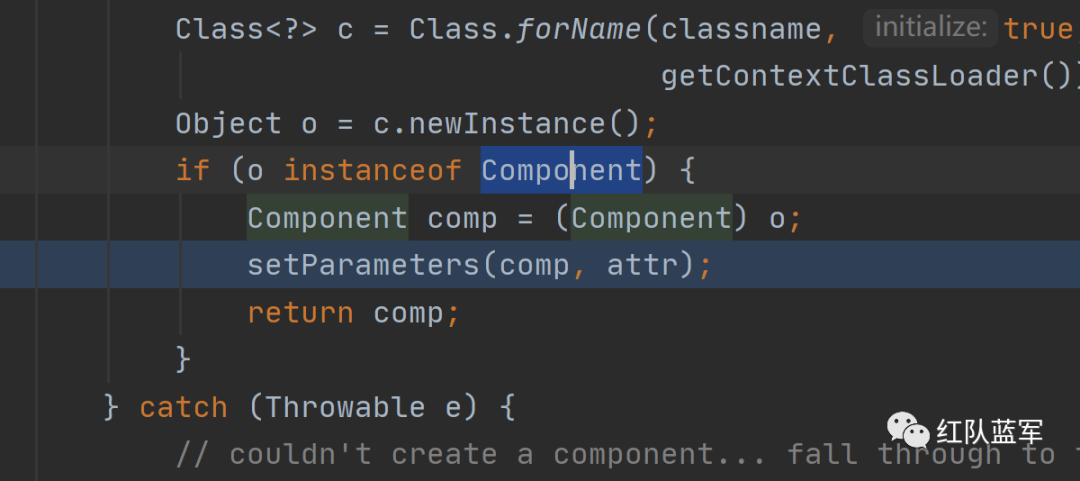 Class<?> c = Class.forName(classname, initialize: true
getContextClassLoader())
Object o = c.newInstance();
if (o instanceof Component) {
Component comp = (Component) o;
setParameters(comp, attr);
return comp;
}
} catch (Throwable e) {
// couldn't create a component... fall through to
红队蓝军